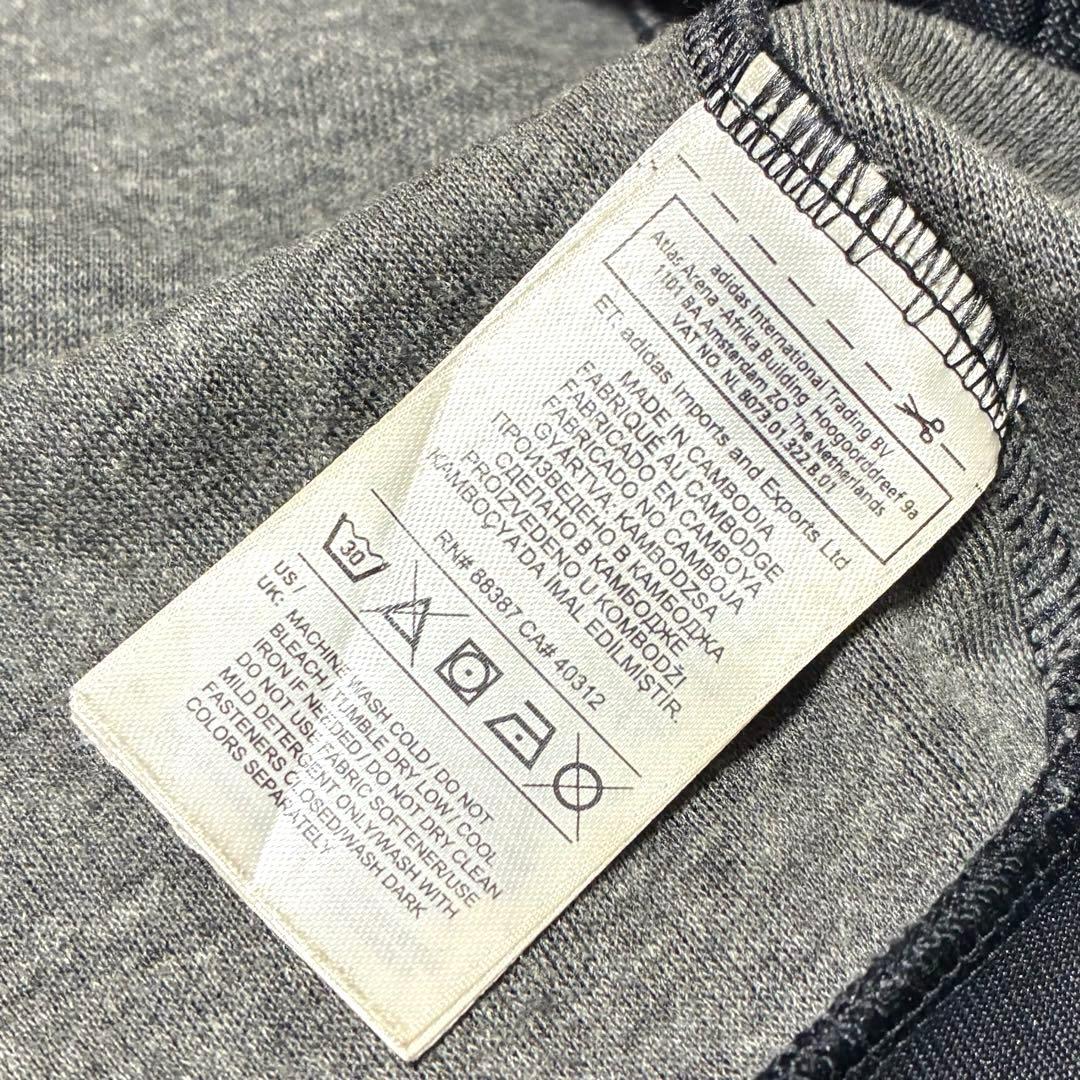 adidas International Trading BV
Atlas Arena-Afrika Building, Hoogoorddreef 9a
1101 BA Amsterdam ZO The Netherlands
VAT NO. NL 8073.01.322.B.01
ET: adidas Imports and Exports Ltd
MADE IN CAMBODIA
FABRIQUÉ AU CAMBODGE
FABRICADO EN CAMBOYA
FABRICADO NO CAMBOJA
GYÁRTVA: KAMBODZSA
ПРОИЗВЕДЕНО В КАМБОДЖА
СДЕЛАНО В КАМБОДЖЕ
PROIZVEDENO U KOMBODŽI
KAMBOÇYA'DA IMAL EDILMIŞTIR.
RN# 88387 CA# 40312
30
US/
UK: MACHINE WASH COLD / DO NOT
BLEACH / TUMBLE DRY LOW / COOL
IRON IF NEEDED / DO NOT DRY CLEAN
DO NOT USE FABRIC SOFTENER/USE
MILD DETERGENT ONLY/WASH WITH
FASTENERS CLOSED/WASH DARK
COLORS SEPARATELY